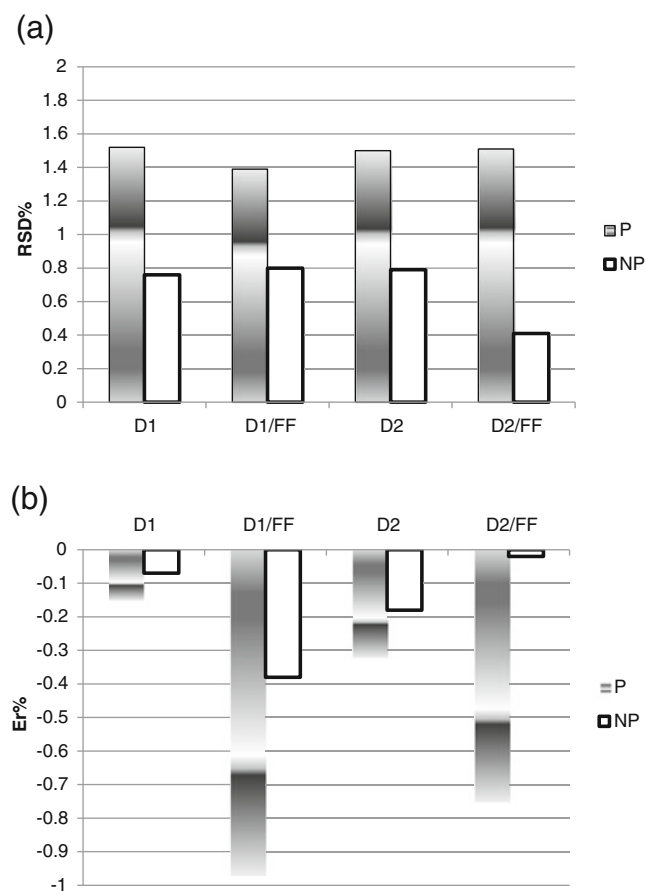 (a)
2
1.8
1.6
1.4
1.2
1
0.8
0.6
0.4
0.2
0
RSD%
D1 D1/FF D2 D2/FF
P
NP
(b)
D1 D1/FF D2 D2/FF
0
-0.1
-0.2
-0.3
-0.4
-0.5
-0.6
-0.7
-0.8
-0.9
-1
Er%
P
NP